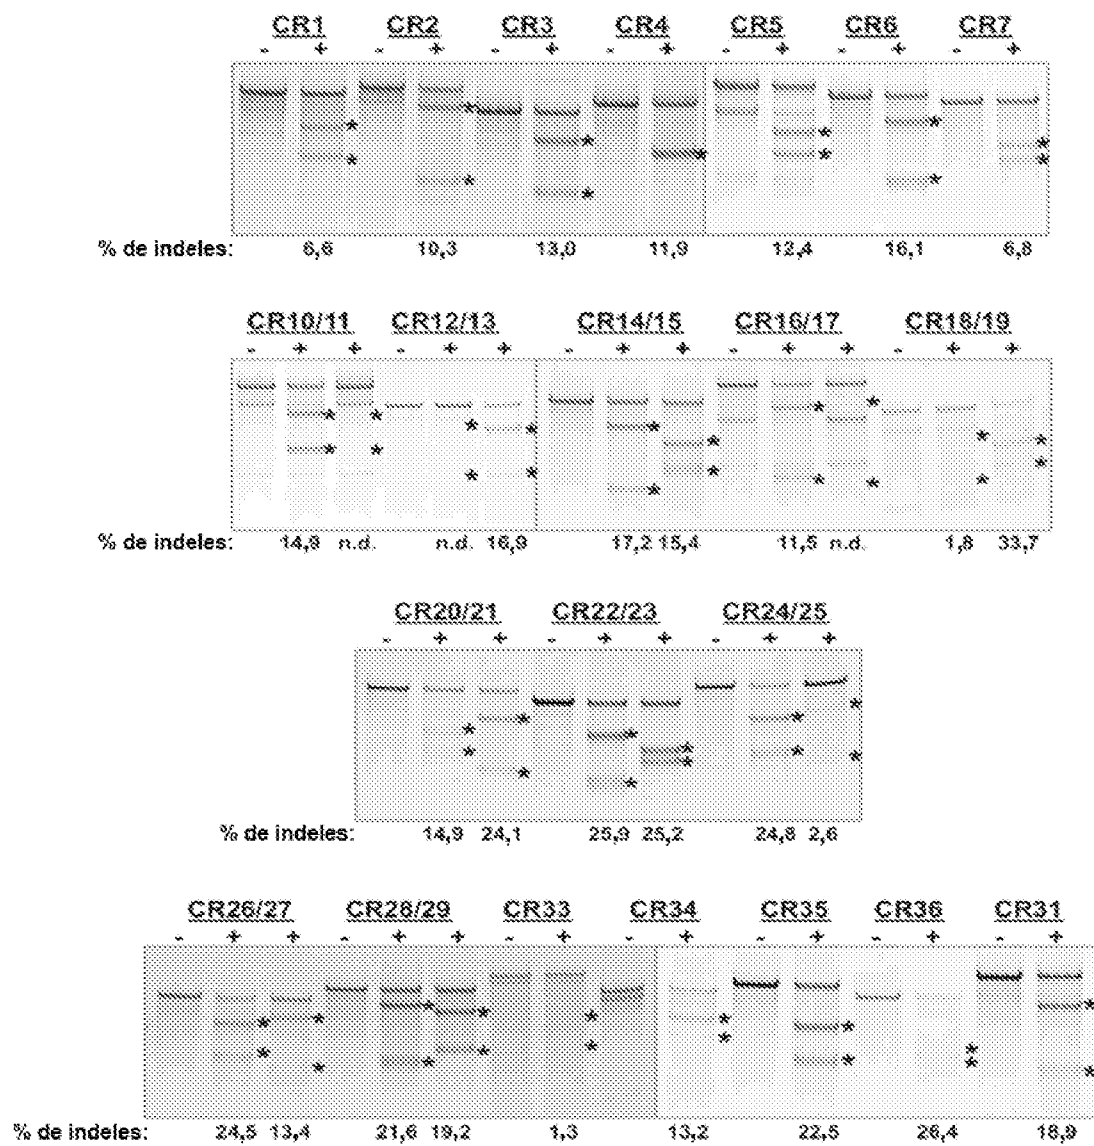 CR1 CR2 CR3 CR4 CR5 CR6 CR7
- + - + - + - + - + - + - +
* * * * * * * * * * * * *
% de indeles: 6,6 10,3 13,0 11,9 12,4 16,1 6,8
CR10/11 CR12/13 CR14/15 CR16/17 CR18/19
- + + - + + - + + - + + - + +
* * * * * * * * * * * * * * * * * * * *
% de indeles: 14,9 n.d. n.d. 16,9 17,2 15,4 11,5 n.d. 1,8 33,7
CR20/21 CR22/23 CR24/25
- + + - + + - + +
* * * * * * * * * * * *
% de indeles: 14,9 24,1 25,9 25,2 24,8 2,6
CR26/27 CR28/29 CR33 CR34 CR35 CR36 CR31
- + + - + + - + - + - + - + - +
* * * * * * * * * * * * * * * * * *
% de indeles: 24,5 13,4 21,6 19,2 1,3 13,2 22,5 26,4 18,9